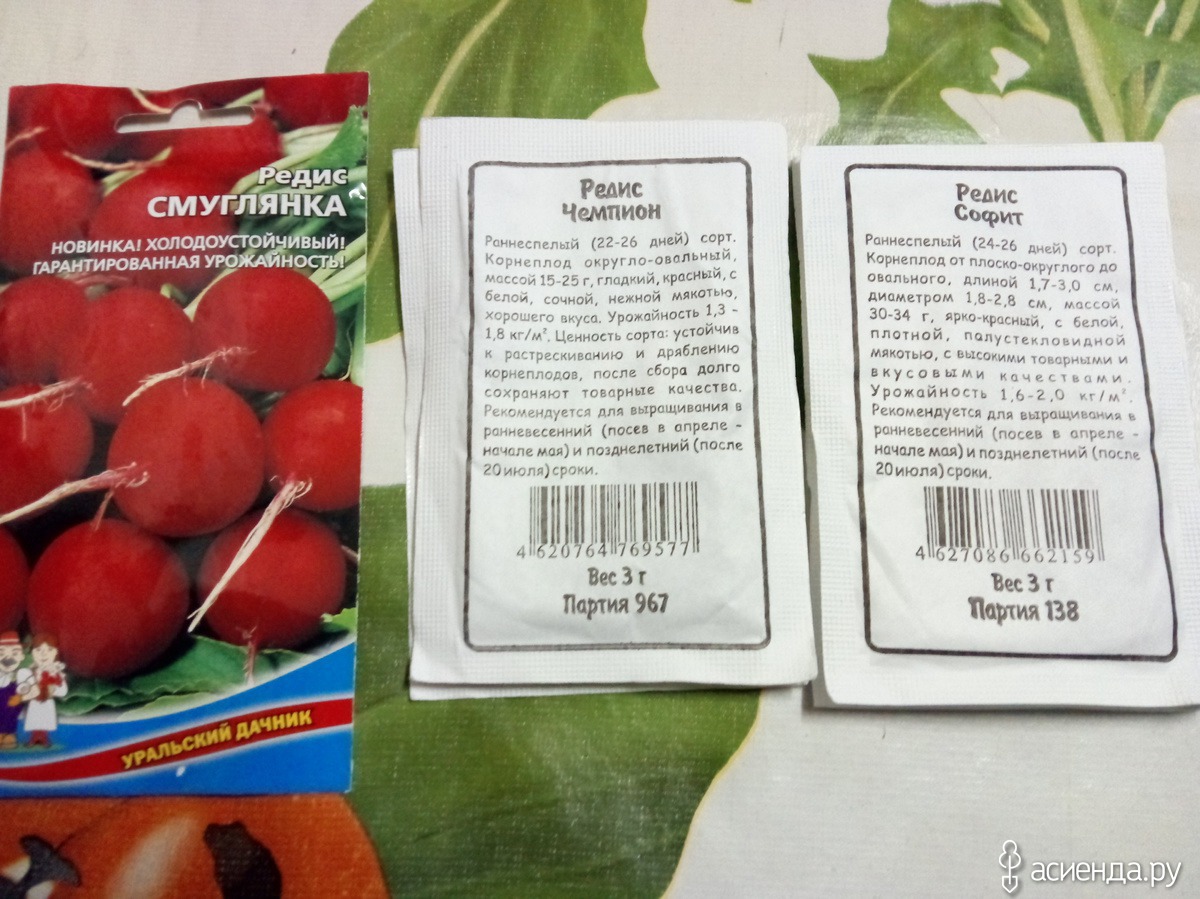 Редис
СМУГЛЯНКА
НОВИНКА! ХОЛОДОУСТОЙЧИВЫЙ!
ГАРАНТИРОВАННАЯ УРОЖАЙНОСТЬ!
УРАЛЬСКИЙ ДАЧНИК
Редис
Чемпион
Раннеспелый (22-26 дней) сорт.
Корнеплод округло-овальный,
массой 15-25 г, гладкий, красный, с
белой, сочной, нежной мякотью,
хорошего вкуса. Урожайность 1,3 -
1,8 кг/м². Ценность сорта: устойчив
к растрескиванию и дряблению
корнеплодов, после сбора долго
сохраняют товарные качества.
Рекомендуется для выращивания в
ранневесенний (посев в апреле -
начале мая) и позднелетний (после
20 июля) сроки.
4 620764 769577
Вес 3 г
Партия 967
Редис
Софит
Раннеспелый (24-26 дней) сорт.
Корнеплод от плоско-округлого до
овального, длиной 1,7-3,0 см,
диаметром 1,8-2,8 см, массой
30-34 г, ярко-красный, с белой,
плотной, полустекловидной
мякотью, с высокими товарными и
вкусовыми качествами.
Урожайность 1,6-2,0 кг/м².
Рекомендуется для выращивания в
ранневесенний (посев в апреле -
начале мая) и позднелетний (после
20 июля) сроки.
4 627086 662159
Вес 3 г
Партия 138
асиенда.ру